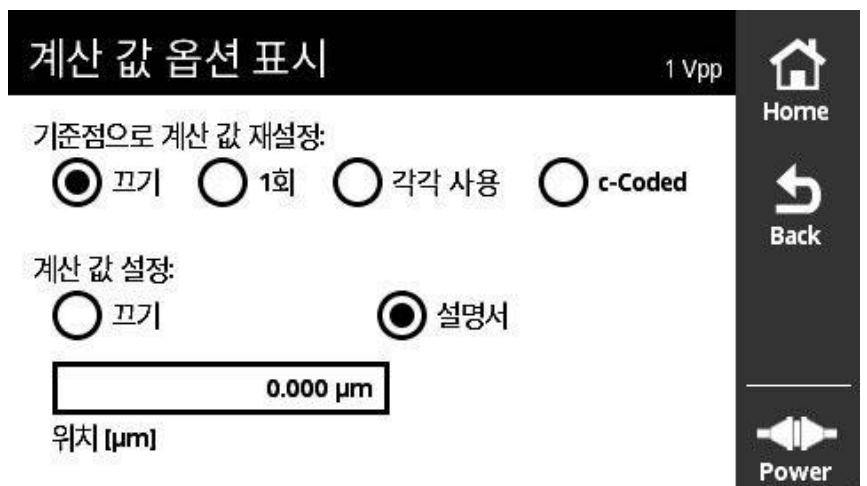 계산 값 옵션 표시
1 Vpp
Home
기준점으로 계산 값 재설정:
끄기 1회 각각 사용 c-Coded
Back
계산 값 설정:
끄기 설명서
0.000 µm
위치 [µm]
Power